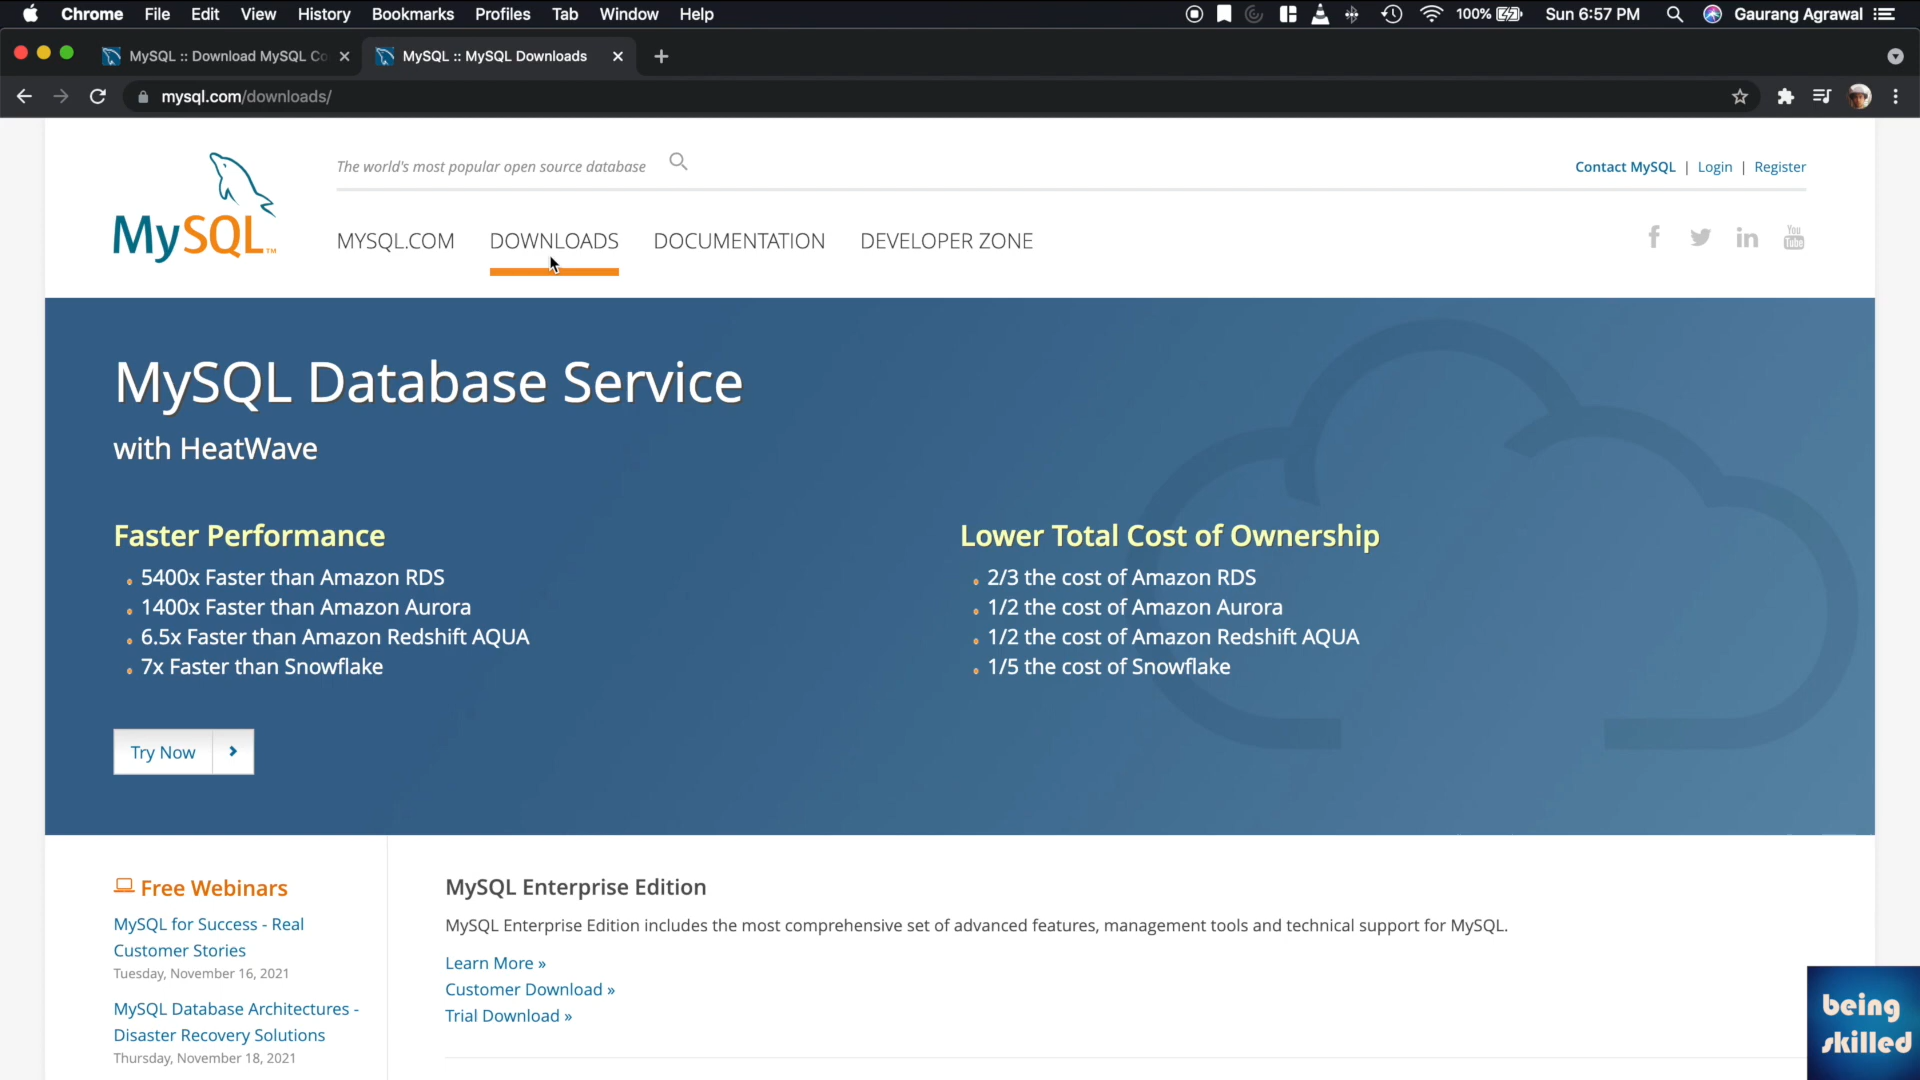 Chrome File Edit View History Bookmarks Profiles Tab Window Help 100% Sun 6:57 PM Gaurang Agrawal
MySQL :: Download MySQL Co
MySQL :: MySQL Downloads
mysql.com/downloads/
The world's most popular open source database
Contact MySQL | Login | Register
MySQL™
MYSQL.COM DOWNLOADS DOCUMENTATION DEVELOPER ZONE
You Tube
MySQL Database Service
with HeatWave
Faster Performance
5400x Faster than Amazon RDS
1400x Faster than Amazon Aurora
6.5x Faster than Amazon Redshift AQUA
7x Faster than Snowflake
Lower Total Cost of Ownership
2/3 the cost of Amazon RDS
1/2 the cost of Amazon Aurora
1/2 the cost of Amazon Redshift AQUA
1/5 the cost of Snowflake
Try Now
Free Webinars
MySQL for Success - Real
Customer Stories
Tuesday, November 16, 2021
MySQL Database Architectures -
Disaster Recovery Solutions
Thursday, November 18, 2021
MySQL Enterprise Edition
MySQL Enterprise Edition includes the most comprehensive set of advanced features, management tools and technical support for MySQL.
Learn More »
Customer Download »
Trial Download »
being
skilled